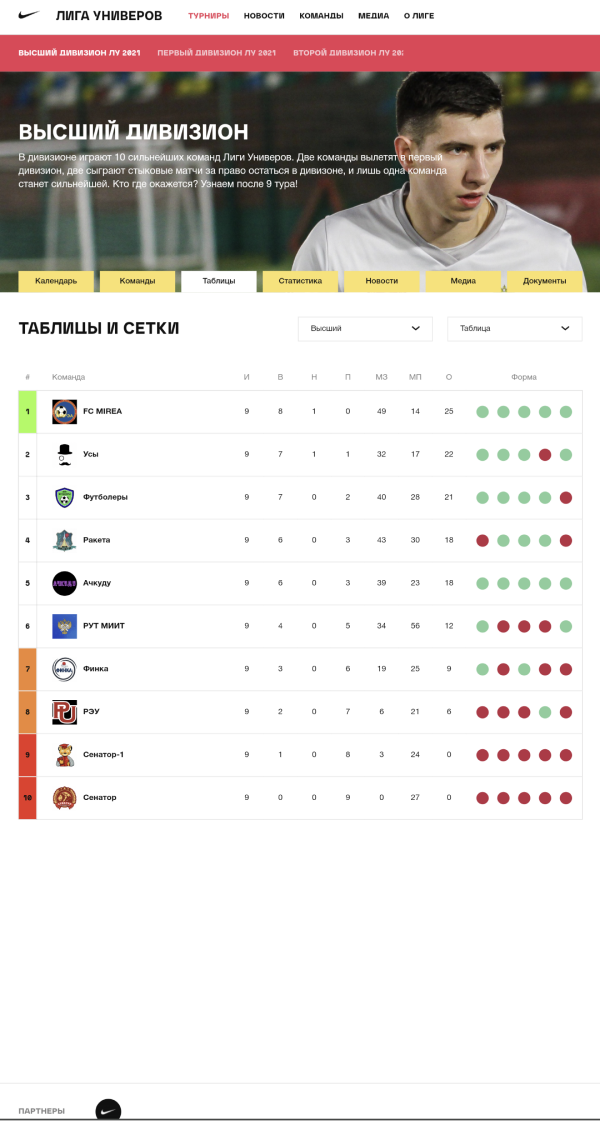 ЛИГА УНИВЕРОВ ТУРНИРЫ НОВОСТИ КОМАНДЫ МЕДИА О ЛИГЕ
ВЫСШИЙ ДИВИЗИОН ЛУ 2021 ПЕРВЫЙ ДИВИЗИОН ЛУ 2021 ВТОРОЙ ДИВИЗИОН ЛУ 202
ВЫСШИЙ ДИВИЗИОН
В дивизионе играют 10 сильнейших команд Лиги Универов. Две команды вылетят в первый
дивизион, две сыграют стыковые матчи за право остаться в дивизоне, и лишь одна команда
станет сильнейшей. Кто где окажется? Узнаем после 9 тура!
Календарь Команды Таблицы Статистика Новости Медиа Документы
ТАБЛИЦЫ И СЕТКИ Высший Таблица
# Команда И В Н П МЗ МП О Форма
1 FC MIREA 9 8 1 0 49 14 25
2 Усы 9 7 1 1 32 17 22
3 Футболеры 9 7 0 2 40 28 21
4 Ракета 9 6 0 3 43 30 18
5 АЧКУДУ Ачкуду 9 6 0 3 39 23 18
6 РУТ МИИТ 9 4 0 5 34 56 12
7 ФИНКА Финка 9 3 0 6 19 25 9
8 РЭУ 9 2 0 7 6 21 6
9 Сенатор-1 9 1 0 8 3 24 0
10 Сенатор 9 0 0 9 0 27 0
ПАРТНЕРЫ